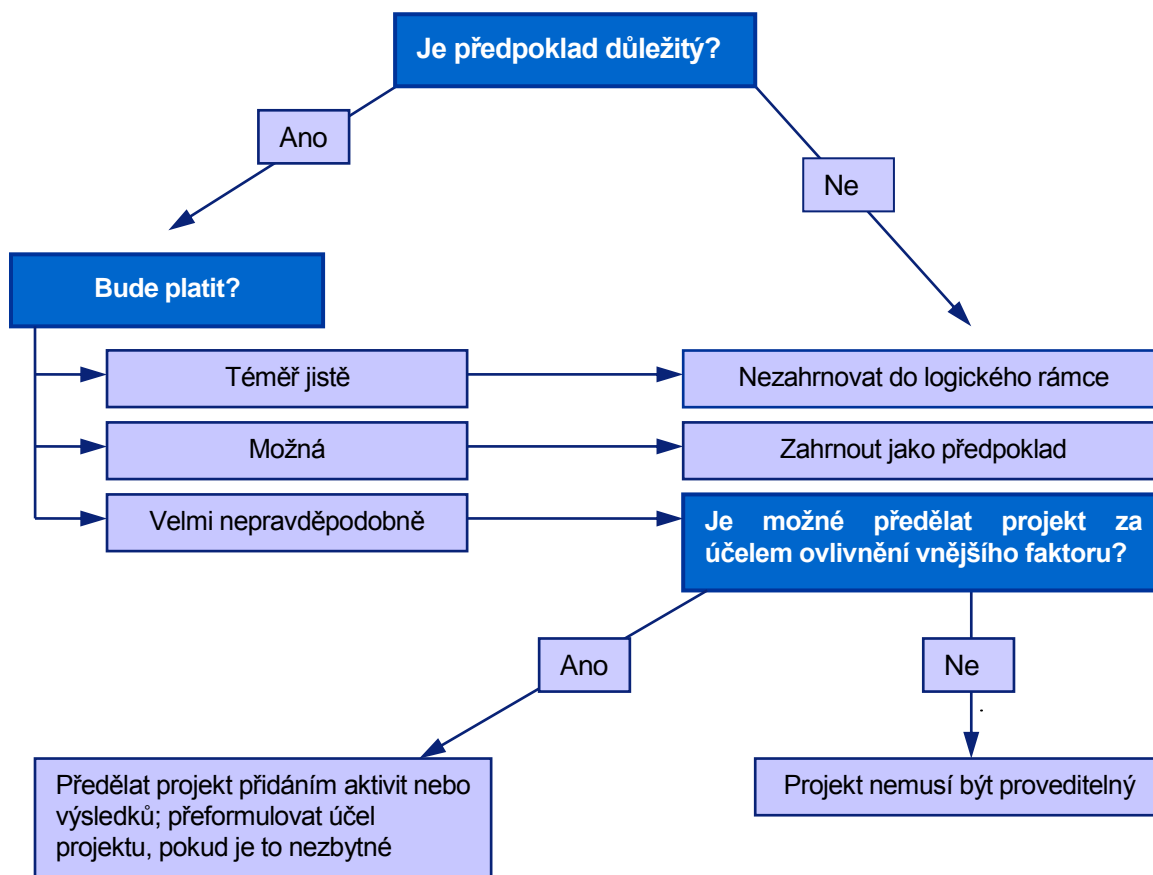 Je předpoklad důležitý?
Ano
Ne
Bude platit?
Téměř jistě
Nezahrnovat do logického rámce
Možná
Zahrnout jako předpoklad
Velmi nepravděpodobně
Je možné předělat projekt za
účelem ovlivnění vnějšího faktoru?
Ano
Ne
.
Předělat projekt přidáním aktivit nebo
výsledků; přeformulovat účel
projektu, pokud je to nezbytné
Projekt nemusí být proveditelný